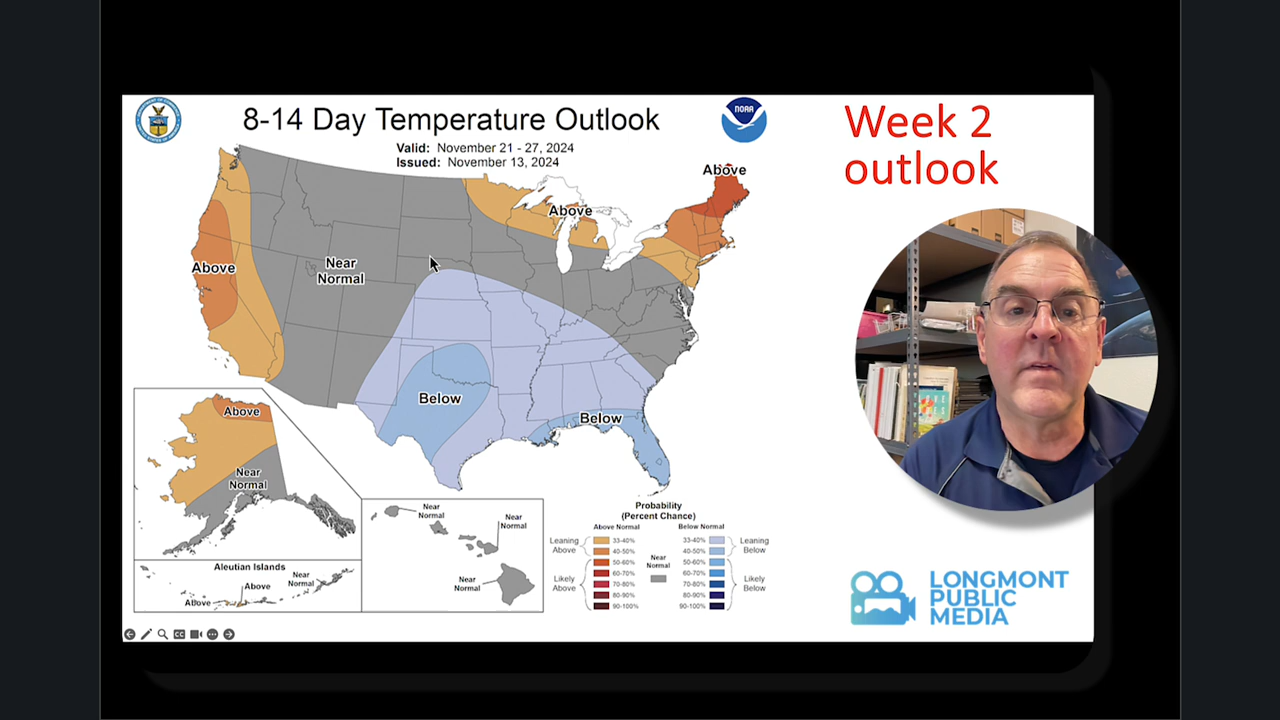 8-14 Day Temperature Outlook
Valid: November 21 - 27, 2024
Issued: November 13, 2024
NOAA
Week 2
outlook
Above
Above
Above
Near
Normal
Below
Below
Above
Near
Normal
Aleutian Islands
Above
Above
Near
Normal
Near
Normal
Near
Normal
Near
Normal
Probability
(Percent Chance)
Above Normal
Below Normal
Leaning
Above
Likely
Above
33-40%
40-50%
50-60%
60-70%
70-80%
80-90%
90-100%
Near
Normal
33-40%
40-50%
50-60%
60-70%
70-80%
80-90%
90-100%
Leaning
Below
Likely
Below
LONGMONT
PUBLIC
MEDIA
CC